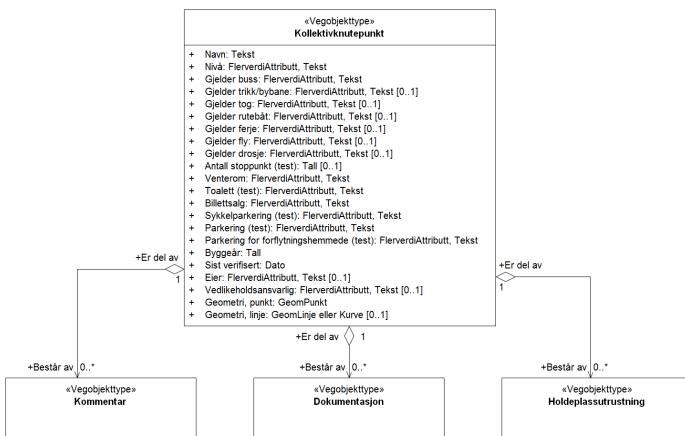 «Vegobjekttype»
Kollektivknutepunkt
+ Navn: Tekst
+ Nivå: FlerverdiAttributt, Tekst
+ Gjelder buss: FlerverdiAttributt, Tekst
+ Gjelder trikk/bybane: FlerverdiAttributt, Tekst [0..1]
+ Gjelder tog: FlerverdiAttributt, Tekst [0..1]
+ Gjelder rutebåt: FlerverdiAttributt, Tekst [0..1]
+ Gjelder ferje: FlerverdiAttributt, Tekst [0..1]
+ Gjelder fly: FlerverdiAttributt, Tekst [0..1]
+ Gjelder drosje: FlerverdiAttributt, Tekst [0..1]
+ Antall stoppunkt (test): Tall [0..1]
+ Venterom: FlerverdiAttributt, Tekst
+ Toalett (test): FlerverdiAttributt, Tekst
+ Billettsalg: FlerverdiAttributt, Tekst
+ Sykkelparkering (test): FlerverdiAttributt, Tekst
+ Parkering (test): FlerverdiAttributt, Tekst
+ Parkering for forflytningshemmede (test): FlerverdiAttributt, Tekst
+ Byggeår: Tall
+ Sist verifisert: Dato
+ Eier: FlerverdiAttributt, Tekst [0..1]
+ Vedlikeholdsansvarlig: FlerverdiAttributt, Tekst [0..1]
+ Geometri, punkt: GeomPunkt
+ Geometri, linje: GeomLinje eller Kurve [0..1]
+Er del av
1
+Er del av
1
+Er del av 1
+Består av 0..*
+Består av 0..*
+Består av 0..*
«Vegobjekttype»
Kommentar
«Vegobjekttype»
Dokumentasjon
«Vegobjekttype»
Holdeplassutrustning